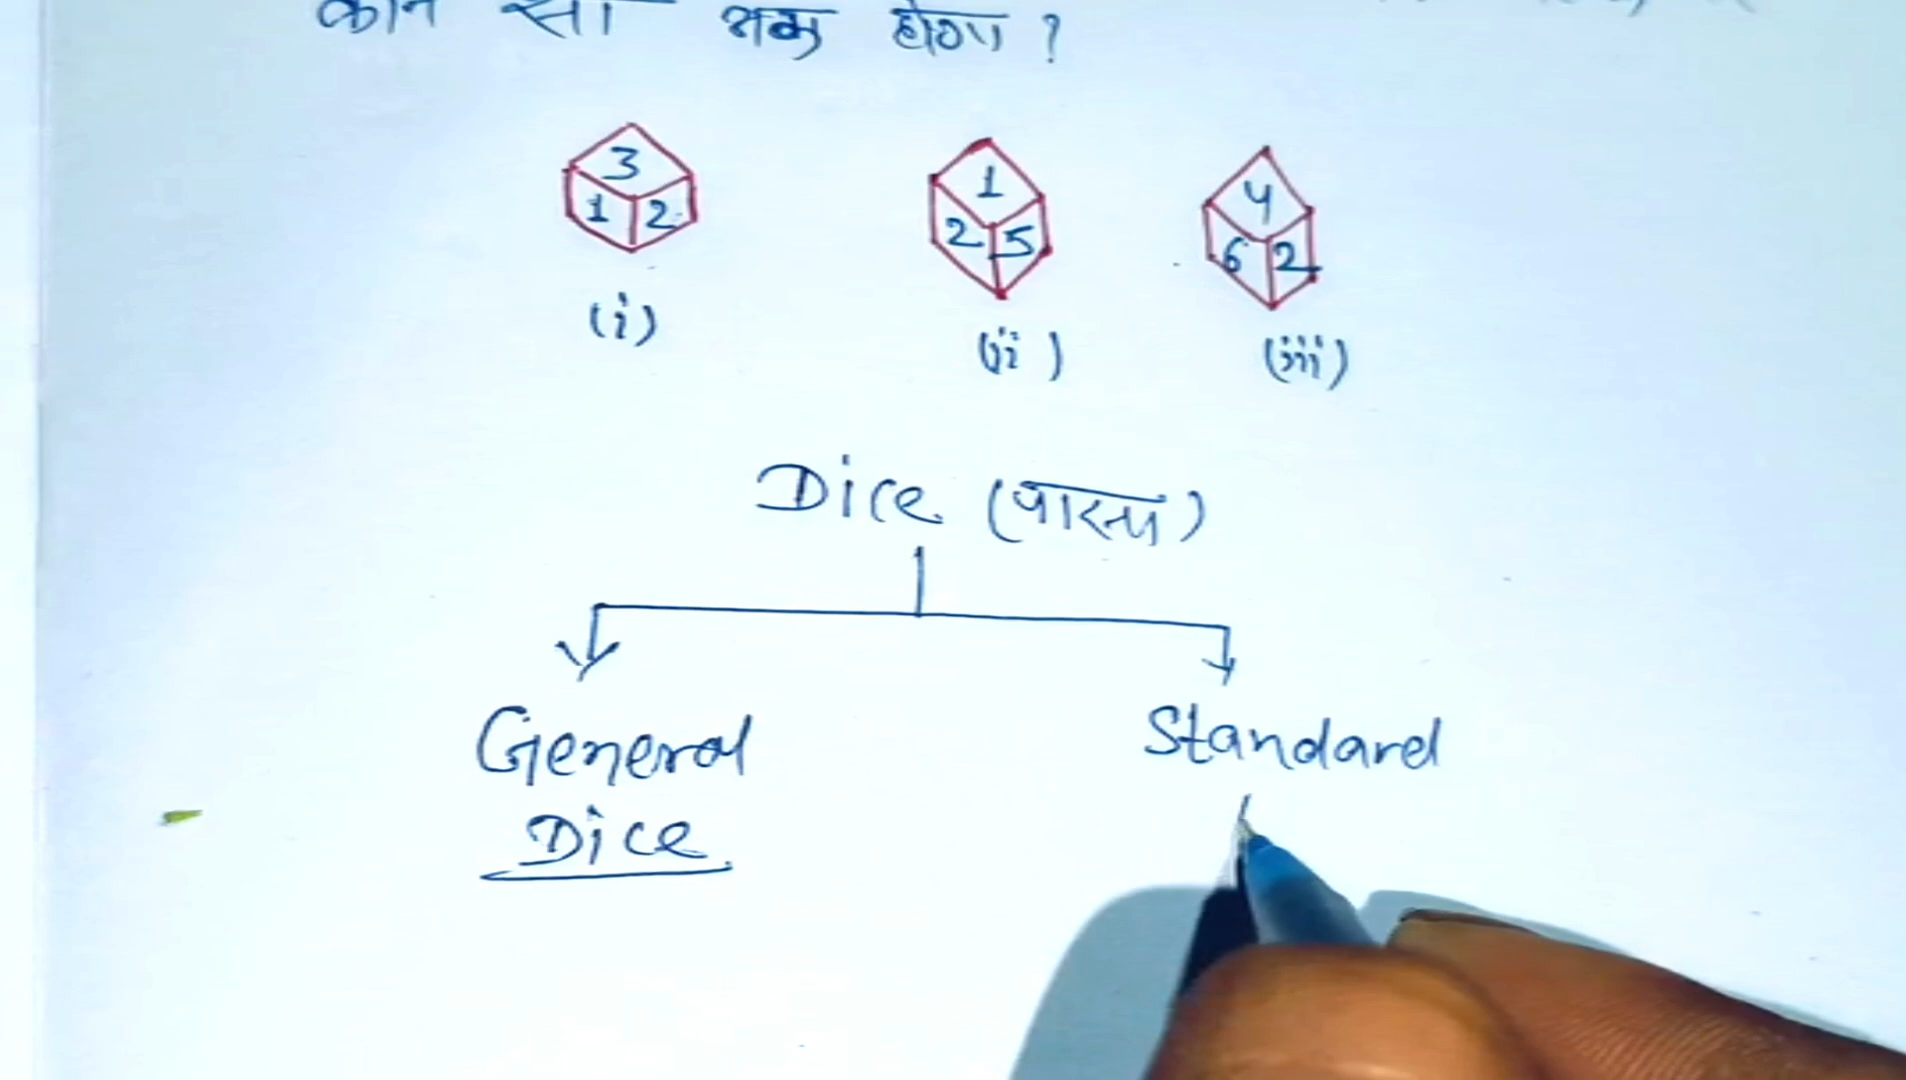 कौन सा अंक होगा ?
3 1 2
1 2 5
4 6 2
(i) (ii) (iii)
Dice (पासा)
General Standard
Dice